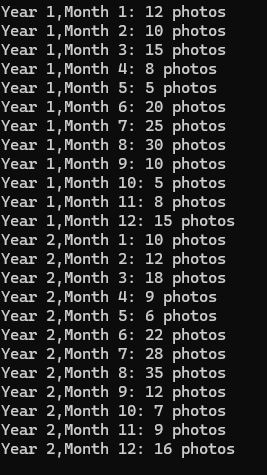 Year 1,Month 1: 12 photos
Year 1,Month 2: 10 photos
Year 1,Month 3: 15 photos
Year 1,Month 4: 8 photos
Year 1,Month 5: 5 photos
Year 1,Month 6: 20 photos
Year 1,Month 7: 25 photos
Year 1,Month 8: 30 photos
Year 1,Month 9: 10 photos
Year 1,Month 10: 5 photos
Year 1,Month 11: 8 photos
Year 1,Month 12: 15 photos
Year 2,Month 1: 10 photos
Year 2,Month 2: 12 photos
Year 2,Month 3: 18 photos
Year 2,Month 4: 9 photos
Year 2,Month 5: 6 photos
Year 2,Month 6: 22 photos
Year 2,Month 7: 28 photos
Year 2,Month 8: 35 photos
Year 2,Month 9: 12 photos
Year 2,Month 10: 7 photos
Year 2,Month 11: 9 photos
Year 2,Month 12: 16 photos